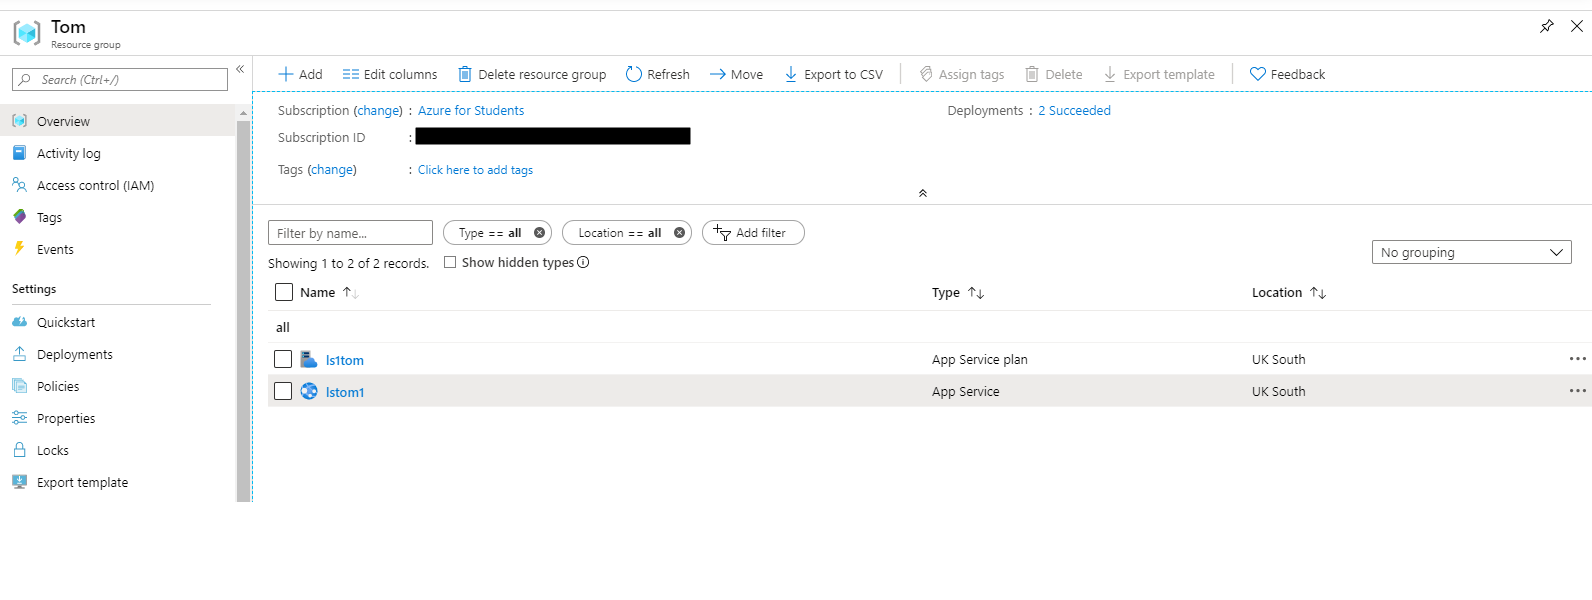 Tom
Resource group
Search (Ctrl+/)
«
Add
Edit columns
Delete resource group
Refresh
Move
Export to CSV
Assign tags
Delete
Export template
Feedback
Overview
Activity log
Access control (IAM)
Tags
Events
Settings
Quickstart
Deployments
Policies
Properties
Locks
Export template
Subscription (change) : Azure for Students
Deployments : 2 Succeeded
Subscription ID :
Tags (change) : Click here to add tags
Filter by name...
Type == all
Location == all
Add filter
Showing 1 to 2 of 2 records.
Show hidden types
No grouping
Name
Type
Location
all
ls1tom App Service plan UK South ...
lstom1 App Service UK South ...